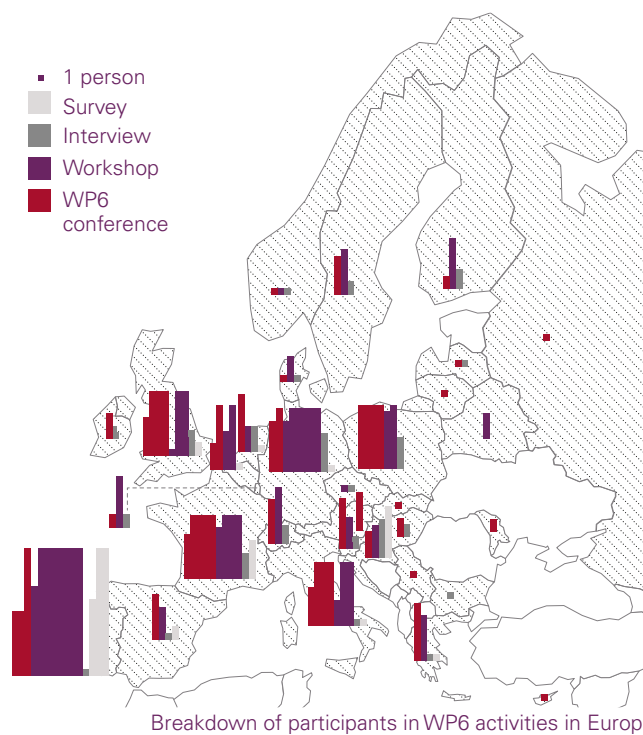 1 person
Survey
Interview
Workshop
WP6
conference
Breakdown of participants in WP6 activities in Europ